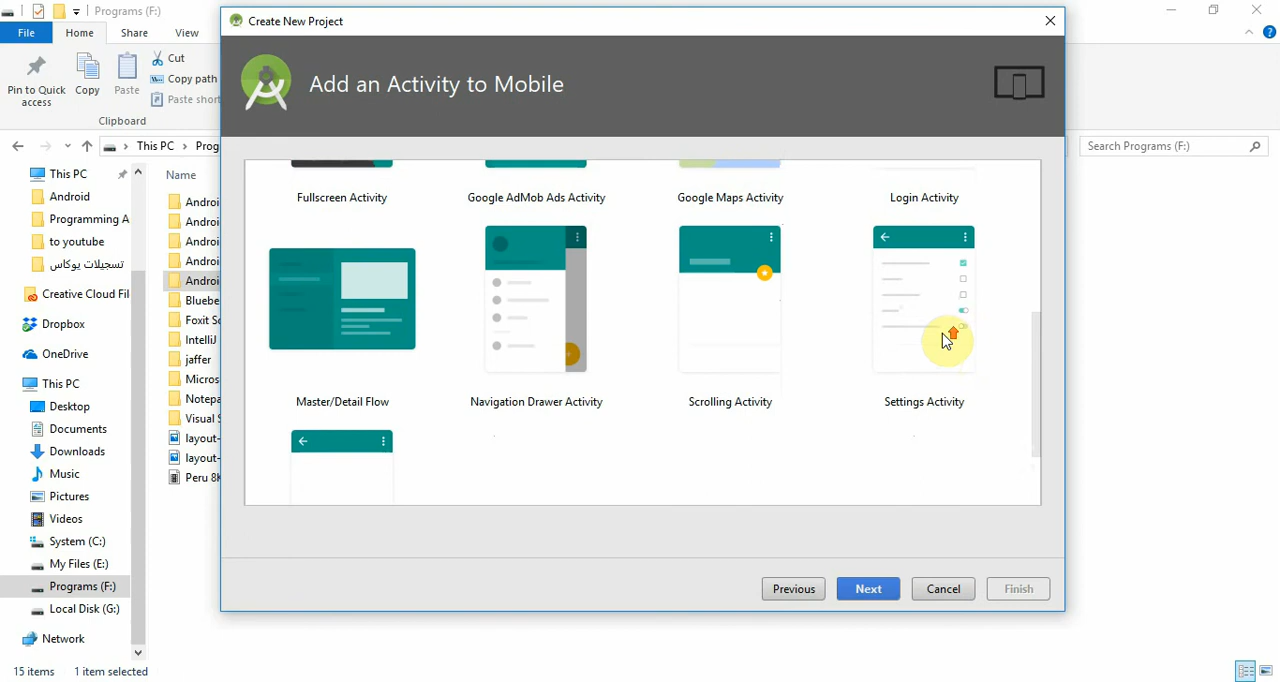 Programs (F:)
File Home Share View
Pin to Quick access
Copy
Paste
Cut
Copy path
Paste short
Clipboard
This PC Prog
Search Programs (F:)
Create New Project
Add an Activity to Mobile
Fullscreen Activity
Google AdMob Ads Activity
Google Maps Activity
Login Activity
Master/Detail Flow
Navigation Drawer Activity
Scrolling Activity
Settings Activity
Previous
Next
Cancel
Finish
This PC
Android
Programming A
to youtube
تسجيلات يوكاس
Creative Cloud Fil
Dropbox
OneDrive
This PC
Desktop
Documents
Downloads
Music
Pictures
Videos
System (C:)
My Files (E:)
Programs (F:)
Local Disk (G:)
Network
Name
Androi
Androi
Androi
Androi
Androi
Bluebe
Foxit S
IntelliJ
jaffer
Micros
Notepa
Visual S
layout-
layout-
Peru 8K
15 items 1 item selected